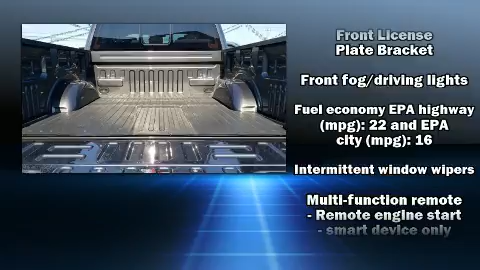 Front License
Plate Bracket
Front fog/driving lights
Fuel economy EPA highway
(mpg): 22 and EPA
city (mpg): 16
Intermittent window wipers
Multi-function remote
- Remote engine start
- smart device only